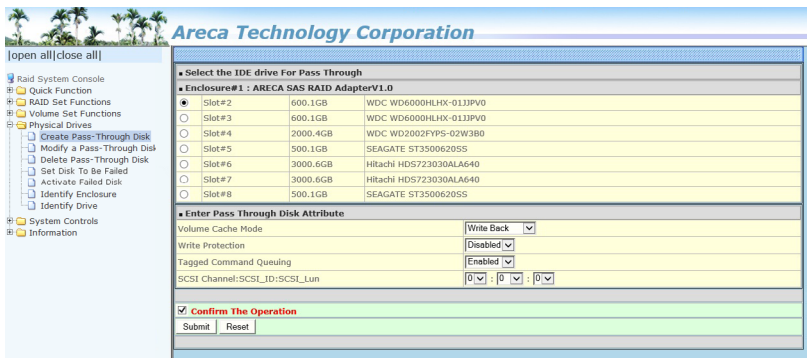 Areca Technology Corporation
|open all|close all|
Raid System Console
Quick Function
RAID Set Functions
Volume Set Functions
Physical Drives
Create Pass-Through Disk
Modify a Pass-Through Disk
Delete Pass-Through Disk
Set Disk To Be Failed
Activate Failed Disk
Identify Enclosure
Identify Drive
System Controls
Information
Select the IDE drive For Pass Through
Enclosure#1 : ARECA SAS RAID AdapterV1.0
Slot#2 600.1GB WDC WD6000HLHX-01JJPV0
Slot#3 600.1GB WDC WD6000HLHX-01JJPV0
Slot#4 2000.4GB WDC WD2002FYPS-02W3B0
Slot#5 500.1GB SEAGATE ST3500620SS
Slot#6 3000.6GB Hitachi HDS723030ALA640
Slot#7 3000.6GB Hitachi HDS723030ALA640
Slot#8 500.1GB SEAGATE ST3500620SS
Enter Pass Through Disk Attribute
Volume Cache Mode Write Back
Write Protection Disabled
Tagged Command Queuing Enabled
SCSI Channel:SCSI_ID:SCSI_Lun 0 : 0 : 0
Confirm The Operation
Submit Reset